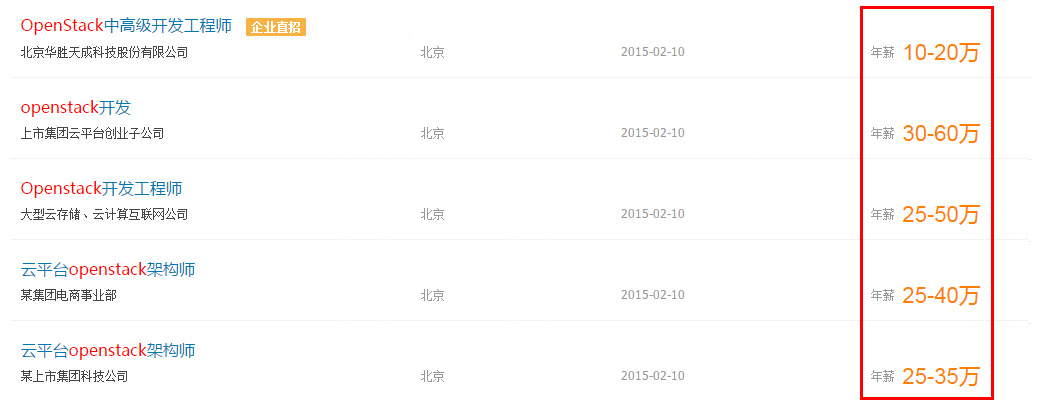 OpenStack中高级开发工程师 企业直招
北京华胜天成科技股份有限公司 北京 2015-02-10 年薪 10-20万
openstack开发
上市集团云平台创业子公司 北京 2015-02-10 年薪 30-60万
Openstack开发工程师
大型云存储、云计算互联网公司 北京 2015-02-10 年薪 25-50万
云平台openstack架构师
某集团电商事业部 北京 2015-02-10 年薪 25-40万
云平台openstack架构师
某上市集团科技公司 北京 2015-02-10 年薪 25-35万